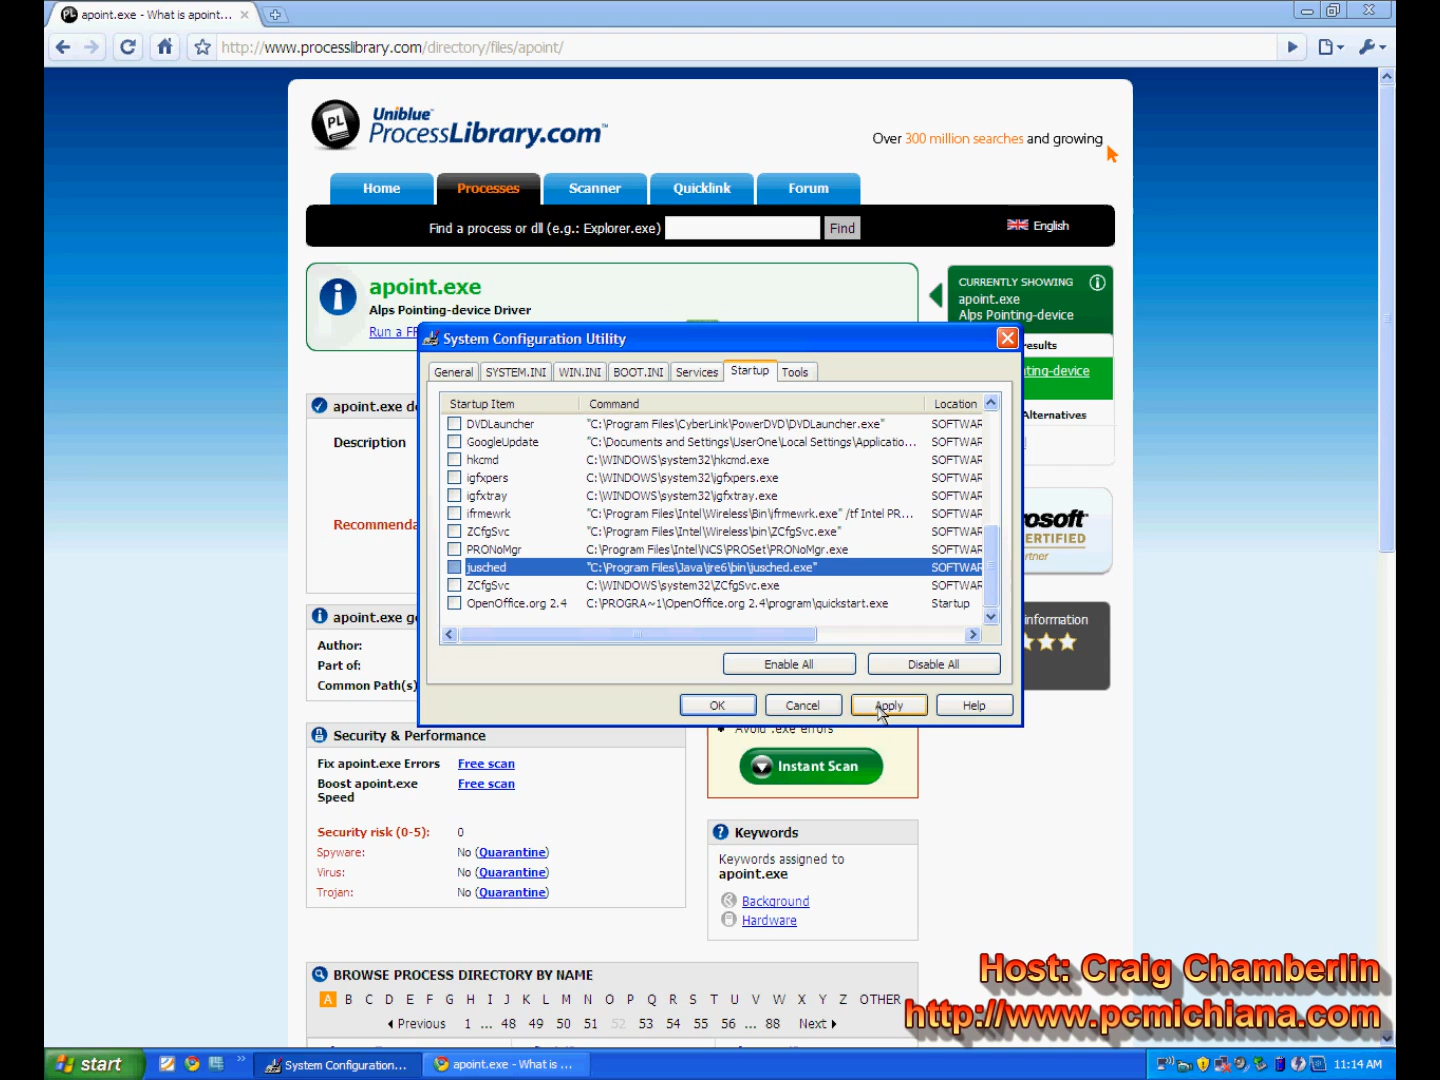 apoint.exe - What is apoint...
http://www.processlibrary.com/directory/files/apoint/
PL
Uniblue
ProcessLibrary.com
Over 300 million searches and growing
Home
Processes
Scanner
Quicklink
Forum
Find a process or dll (e.g.: Explorer.exe)
Find
English
apoint.exe
Alps Pointing-device Driver
Run a FR
CURRENTLY SHOWING
apoint.exe
Alps Pointing-device
results
ting-device
Alternatives
System Configuration Utility
General
SYSTEM.INI
WIN.INI
BOOT.INI
Services
Startup
Tools
Startup Item
Command
Location
DVDLauncher "C:\Program Files\CyberLink\PowerDVD\DVDLauncher.exe" SOFTWAR
GoogleUpdate "C:\Documents and Settings\UserOne\Local Settings\Applicatio... SOFTWAR
hkcmd C:\WINDOWS\system32\hkcmd.exe SOFTWAR
igfxpers C:\WINDOWS\system32\igfxpers.exe SOFTWAR
igfxtray C:\WINDOWS\system32\igfxtray.exe SOFTWAR
ifrmewrk "C:\Program Files\Intel\Wireless\Bin\ifrmewrk.exe" /tf Intel PR... SOFTWAR
ZCfgSvc "C:\Program Files\Intel\Wireless\bin\ZCfgSvc.exe" SOFTWAR
PRONoMgr C:\Program Files\Intel\NCS\PROSet\PRONoMgr.exe SOFTWAR
jusched "C:\Program Files\Java\jre6\bin\jusched.exe" SOFTWAR
ZCfgSvc C:\WINDOWS\system32\ZCfgSvc.exe SOFTWAR
OpenOffice.org 2.4 C:\PROGRA~1\OpenOffice.org 2.4\program\quickstart.exe Startup
Enable All
Disable All
OK
Cancel
Apply
Help
apoint.exe de
Description
Recommenda
rosoft
ERTIFIED
rtner
apoint.exe ge
Author:
Part of:
Common Path(s)
information
Security & Performance
Fix apoint.exe Errors Free scan
Boost apoint.exe Speed Free scan
Security risk (0-5): 0
Spyware: No (Quarantine)
Virus: No (Quarantine)
Trojan: No (Quarantine)
Avoid .exe errors
Instant Scan
Keywords
Keywords assigned to
apoint.exe
Background
Hardware
BROWSE PROCESS DIRECTORY BY NAME
A B C D E F G H I J K L M N O P Q R S T U V W X Y Z OTHER
Previous 1 ... 48 49 50 51 52 53 54 55 56 ... 88 Next
Host: Craig Chamberlin
http://www.pcmichiana.com
start
System Configuration...
apoint.exe - What is ...
11:14 AM